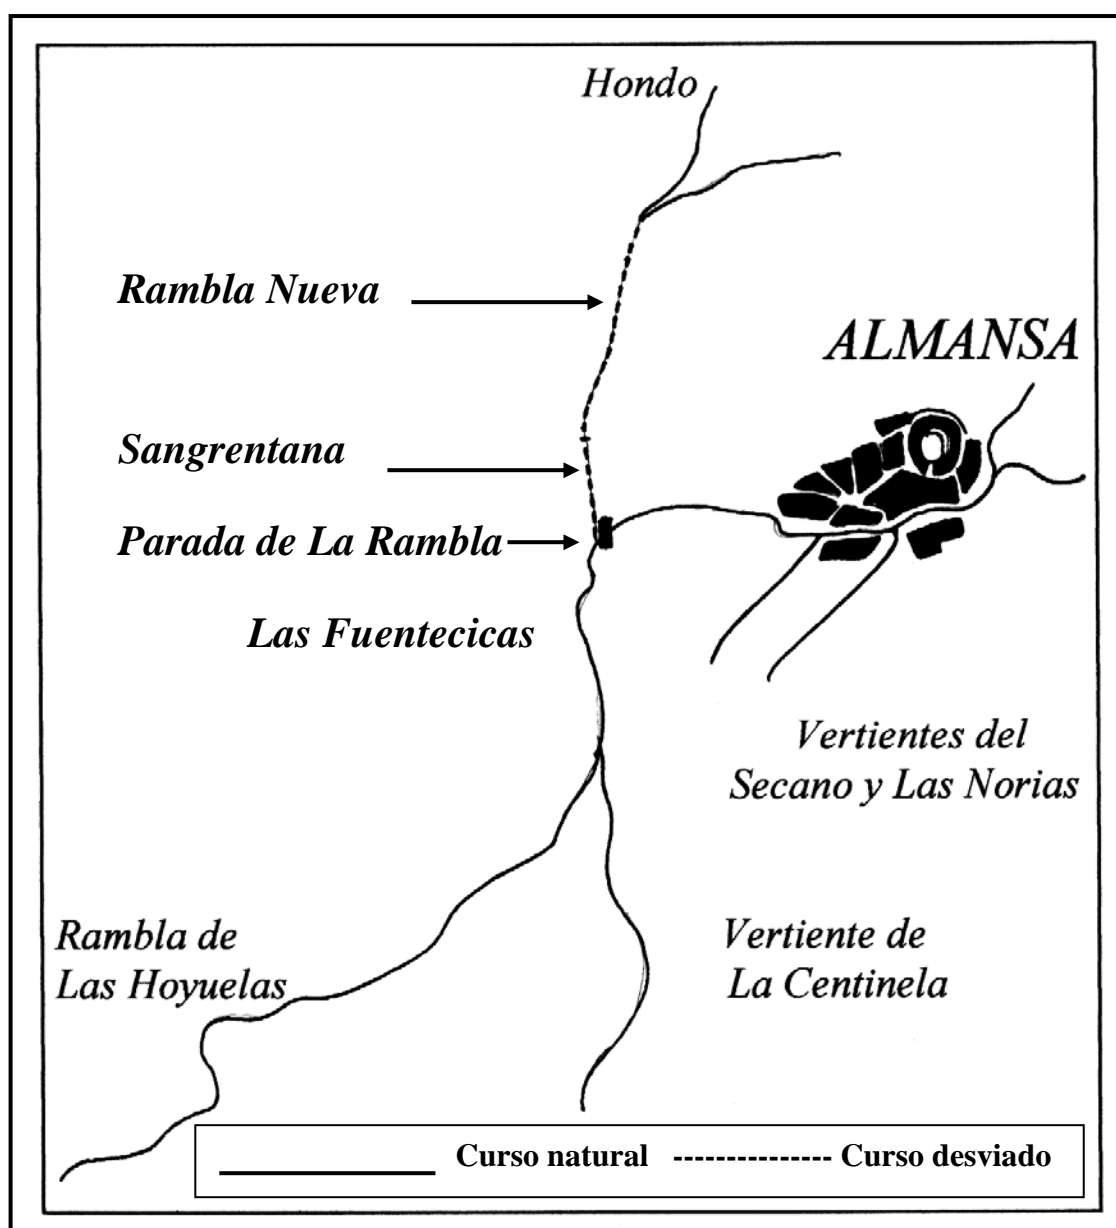 Hondo
Rambla Nueva
ALMANSA
Sangrentana
Parada de La Rambla
Las Fuentecicas
Vertientes del
Secano y Las Norias
Rambla de
Las Hoyuelas
Vertiente de
La Centinela
Curso natural
Curso desviado